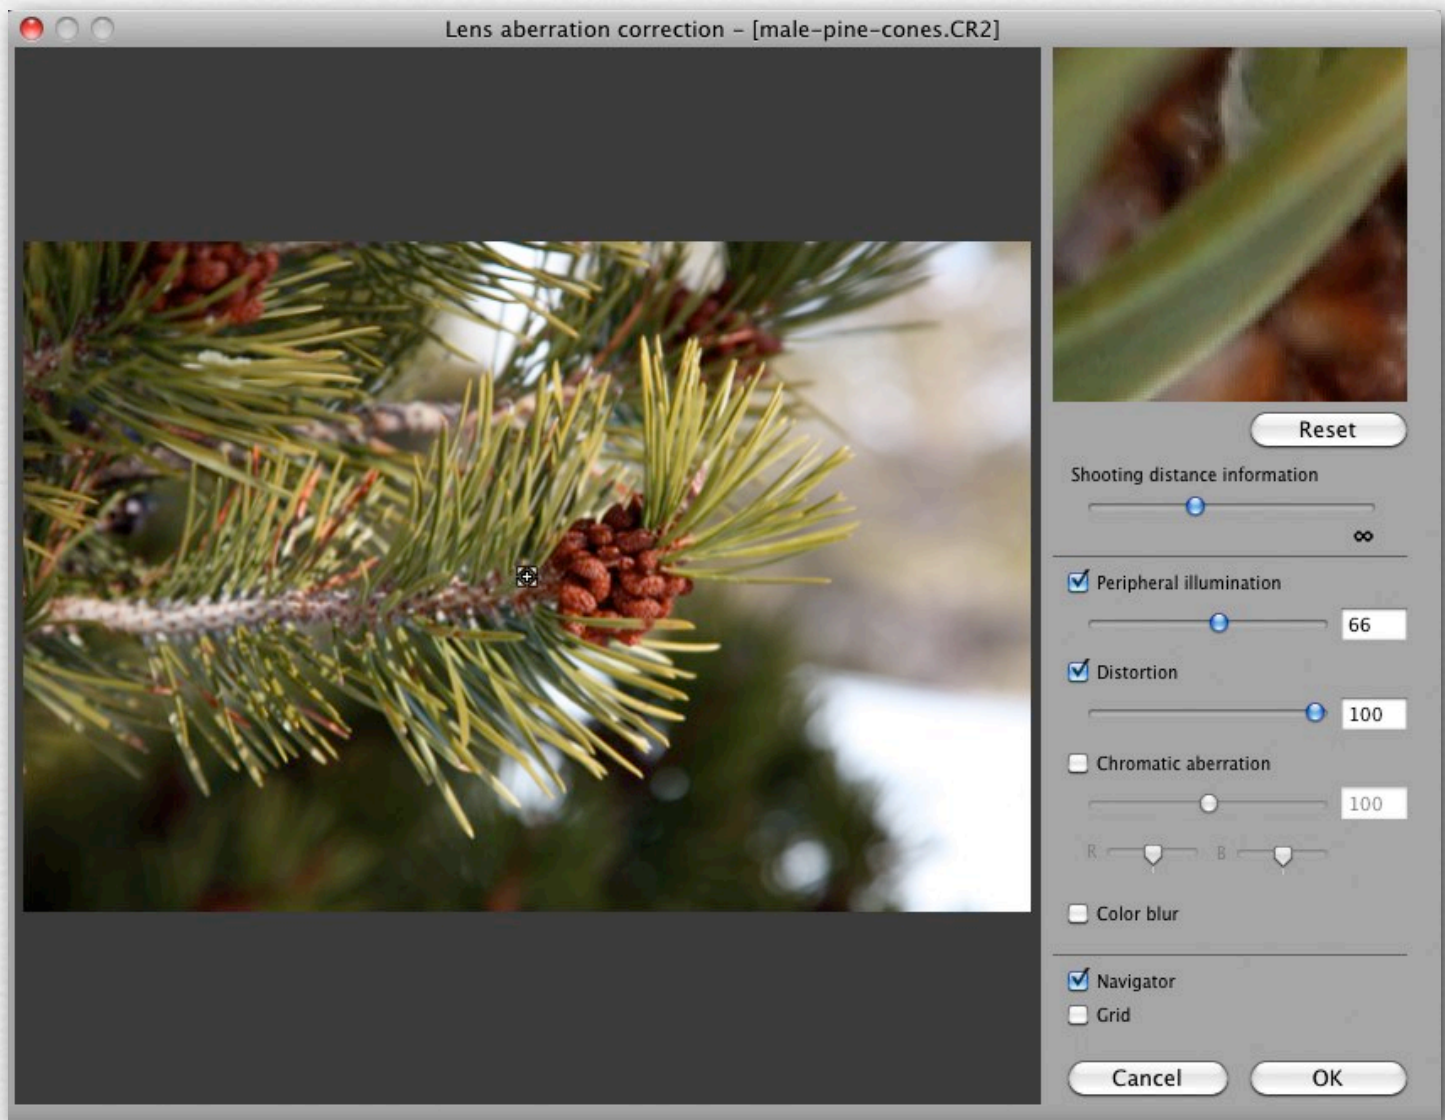 Lens aberration correction – [male-pine-cones.CR2]
Reset
Shooting distance information
∞
Peripheral illumination
66
Distortion
100
Chromatic aberration
100
R B
Color blur
Navigator
Grid
Cancel OK